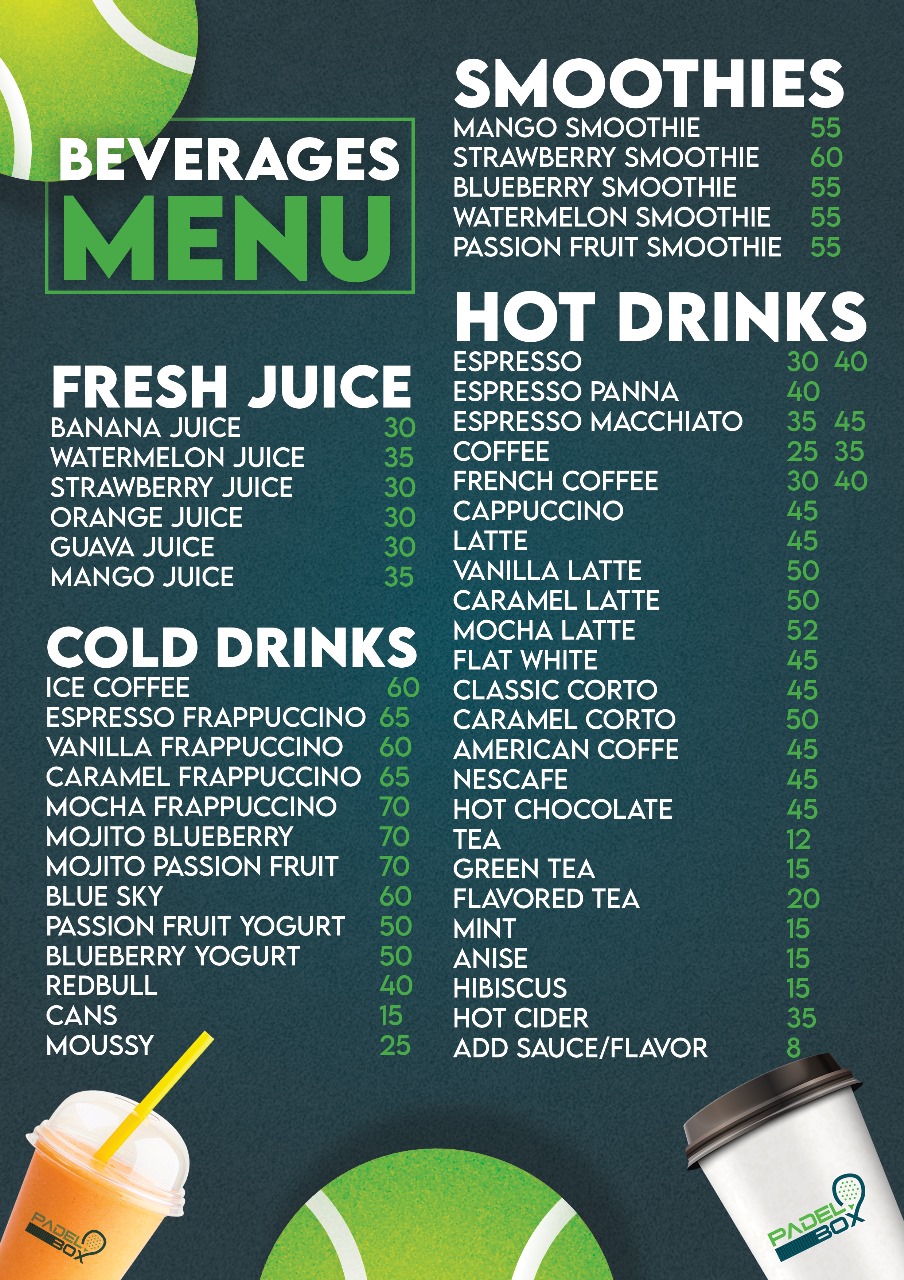 BEVERAGES
MENU
FRESH JUICE
BANANA JUICE 30
WATERMELON JUICE 35
STRAWBERRY JUICE 30
ORANGE JUICE 30
GUAVA JUICE 30
MANGO JUICE 35
COLD DRINKS
ICE COFFEE 60
ESPRESSO FRAPPUCCINO 65
VANILLA FRAPPUCCINO 60
CARAMEL FRAPPUCCINO 65
MOCHA FRAPPUCCINO 70
MOJITO BLUEBERRY 70
MOJITO PASSION FRUIT 70
BLUE SKY 60
PASSION FRUIT YOGURT 50
BLUEBERRY YOGURT 50
REDBULL 40
CANS 15
MOUSSY 25
SMOOTHIES
MANGO SMOOTHIE 55
STRAWBERRY SMOOTHIE 60
BLUEBERRY SMOOTHIE 55
WATERMELON SMOOTHIE 55
PASSION FRUIT SMOOTHIE 55
HOT DRINKS
ESPRESSO 30 40
ESPRESSO PANNA 40
ESPRESSO MACCHIATO 35 45
COFFEE 25 35
FRENCH COFFEE 30 40
CAPPUCCINO 45
LATTE 45
VANILLA LATTE 50
CARAMEL LATTE 50
MOCHA LATTE 52
FLAT WHITE 45
CLASSIC CORTO 45
CARAMEL CORTO 50
AMERICAN COFFE 45
NESCAFE 45
HOT CHOCOLATE 45
TEA 12
GREEN TEA 15
FLAVORED TEA 20
MINT 15
ANISE 15
HIBISCUS 15
HOT CIDER 35
ADD SAUCE/FLAVOR 8
PADEL
BOX
PADEL
BOX